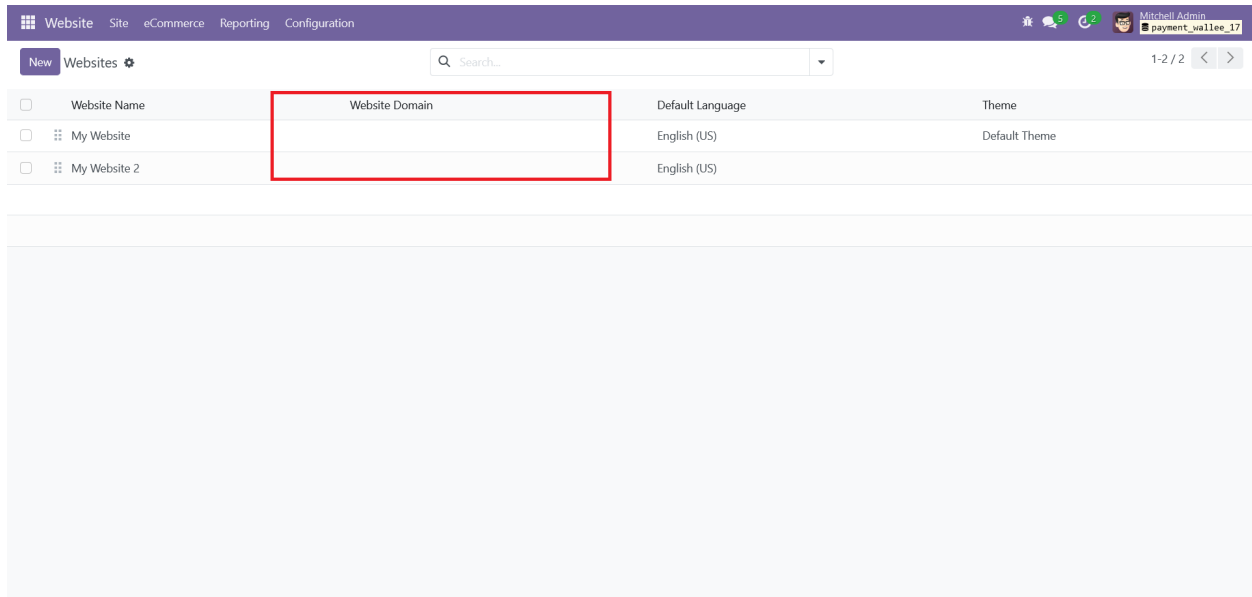 Website Site eCommerce Reporting Configuration 5 2 Mitchell Admin
payment_wallee_17
New Websites Search... 1-2 / 2
Website Name Website Domain Default Language Theme
My Website English (US) Default Theme
My Website 2 English (US)